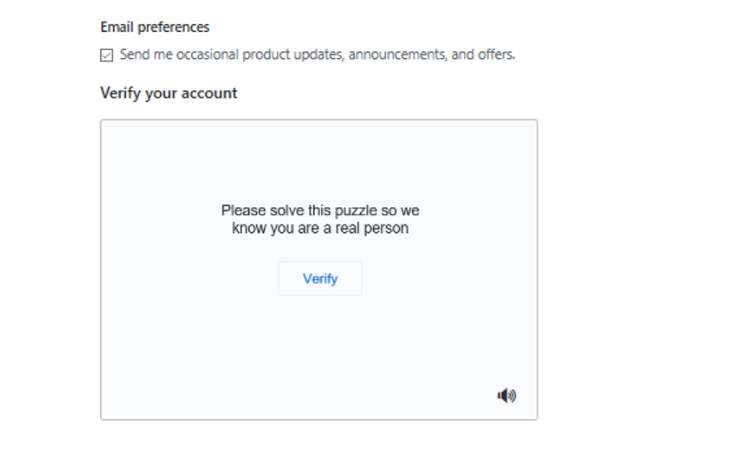 Email preferences
Send me occasional product updates, announcements, and offers.
Verify your account
Please solve this puzzle so we
know you are a real person
Verify